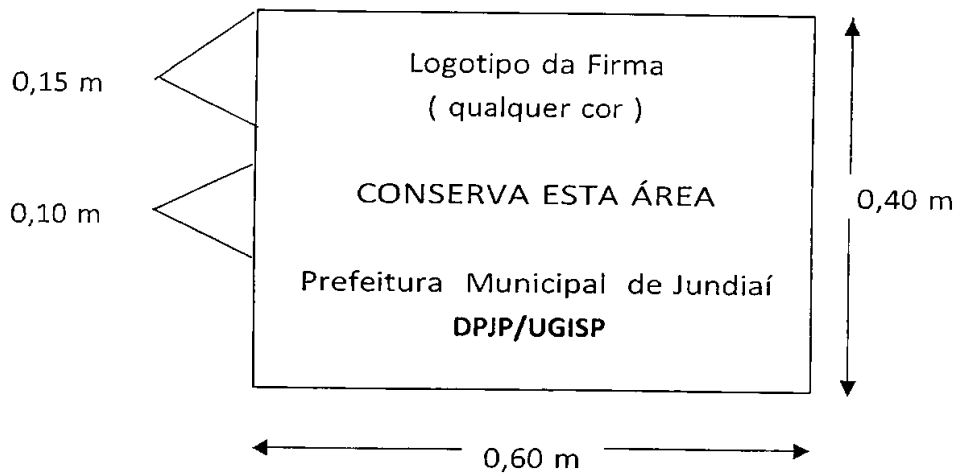 Logotipo da Firma
0,15 m
( qualquer cor )
CONSERVA ESTA ÁREA
0,10 m
0,40 m
Prefeitura Municipal de Jundiaí
DPJP/UGISP
0,60 m